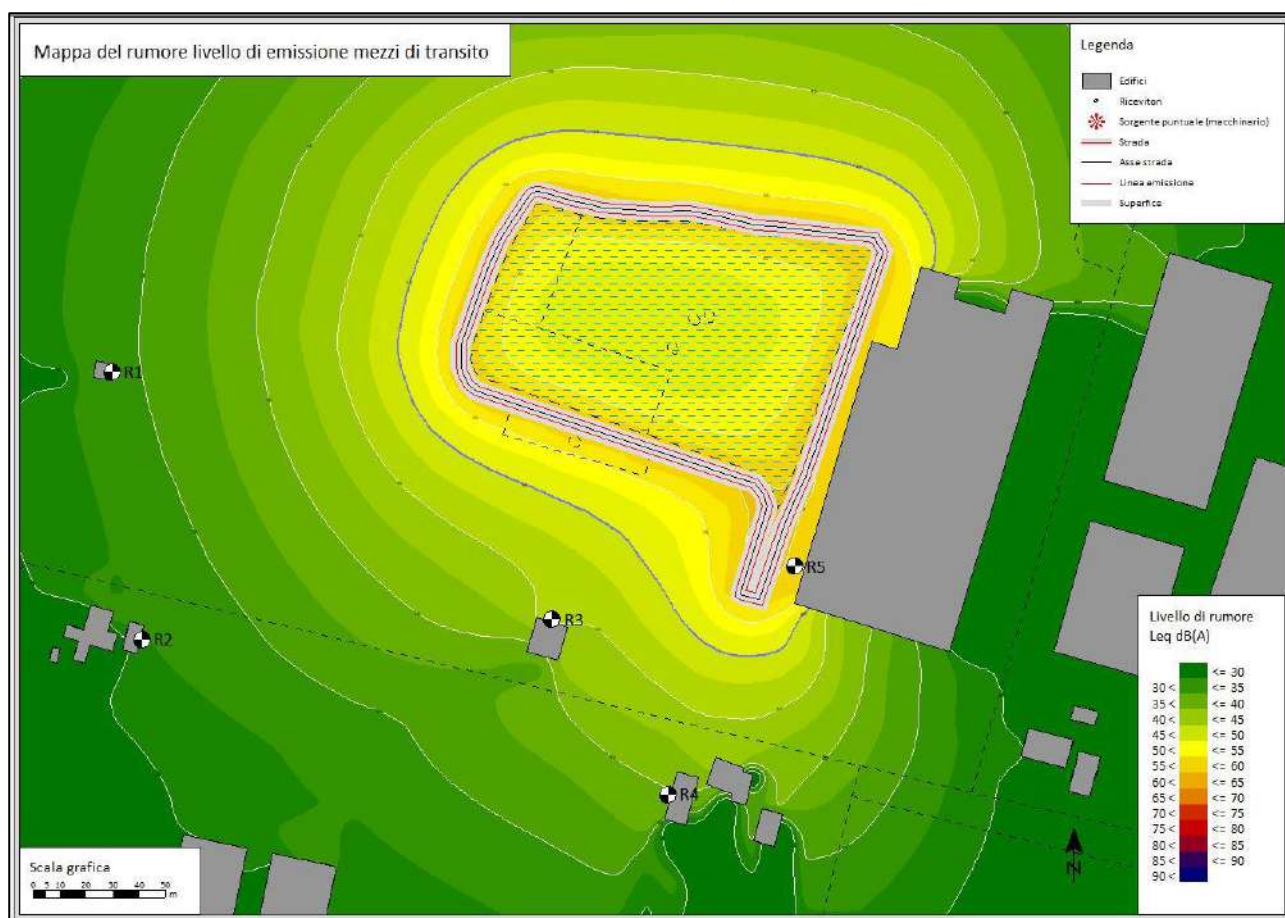 Mappa del rumore livello di emissione mezzi di transito
Legenda
Edifici
Ricevitori
Sorgente puntuale (macchinario)
Strada
Asse strada
Linea emissione
Superfice
R1
R2
R3
R4
R5
Livello di rumore
Leq dB(A)
<= 30
30 < <= 35
35 < <= 40
40 < <= 45
45 < <= 50
50 < <= 55
55 < <= 60
60 < <= 65
65 < <= 70
70 < <= 75
75 < <= 80
80 < <= 85
85 < <= 90
90 <
Scala grafica
0 5 10 20 30 40 50
m
N